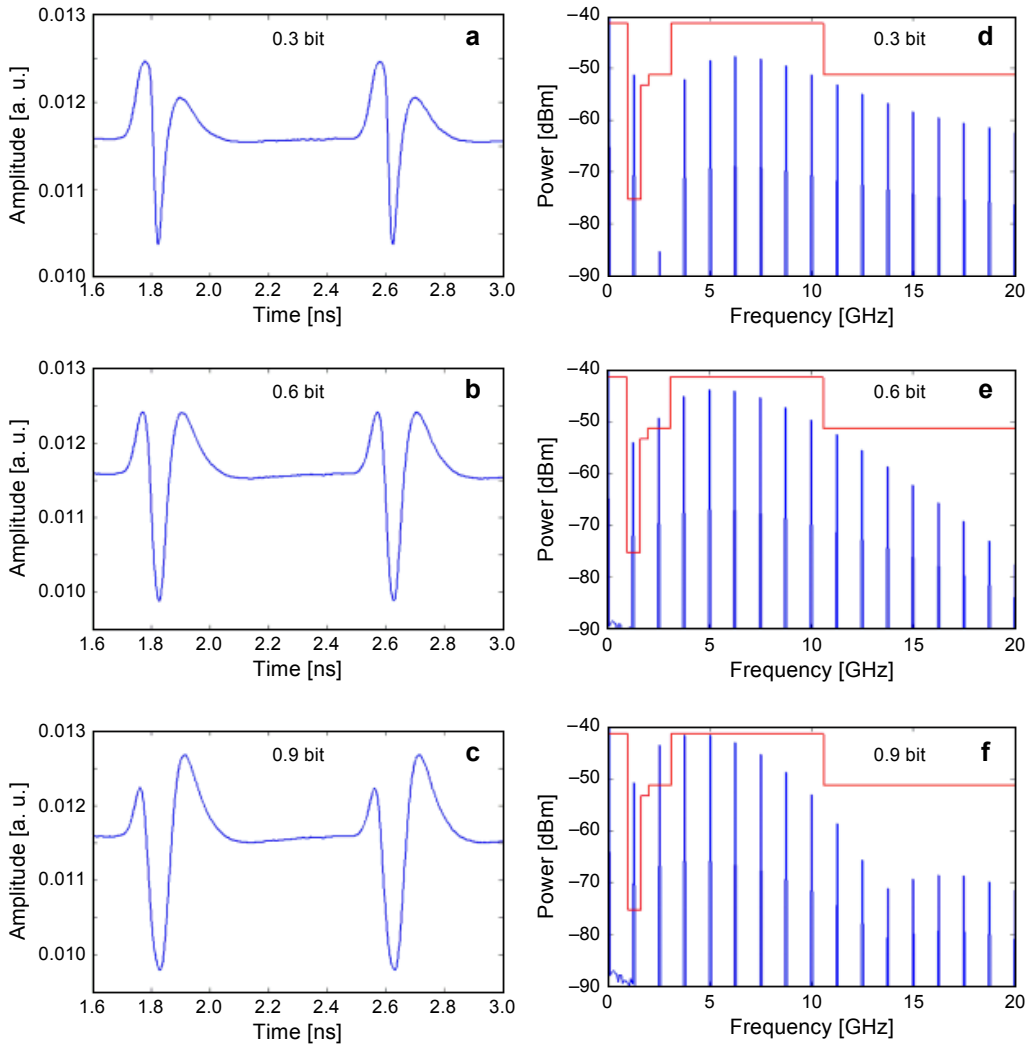 0.3 bit
a
Amplitude [a. u.]
0.013
0.012
0.011
0.010
1.6 1.8 2.0 2.2 2.4 2.6 2.8 3.0
Time [ns]
0.3 bit
d
Power [dBm]
–40
–50
–60
–70
–80
–90
0 5 10 15 20
Frequency [GHz]
0.6 bit
b
Amplitude [a. u.]
0.013
0.012
0.011
0.010
1.6 1.8 2.0 2.2 2.4 2.6 2.8 3.0
Time [ns]
0.6 bit
e
Power [dBm]
–40
–50
–60
–70
–80
–90
0 5 10 15 20
Frequency [GHz]
0.9 bit
c
Amplitude [a. u.]
0.013
0.012
0.011
0.010
1.6 1.8 2.0 2.2 2.4 2.6 2.8 3.0
Time [ns]
0.9 bit
f
Power [dBm]
–40
–50
–60
–70
–80
–90
0 5 10 15 20
Frequency [GHz]